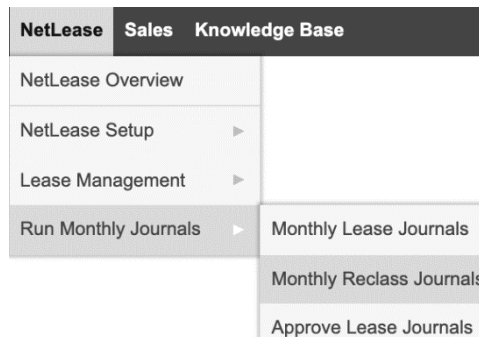 NetLease Sales Knowledge Base
NetLease Overview
NetLease Setup
Lease Management
Run Monthly Journals
Monthly Lease Journals
Monthly Reclass Journals
Approve Lease Journals